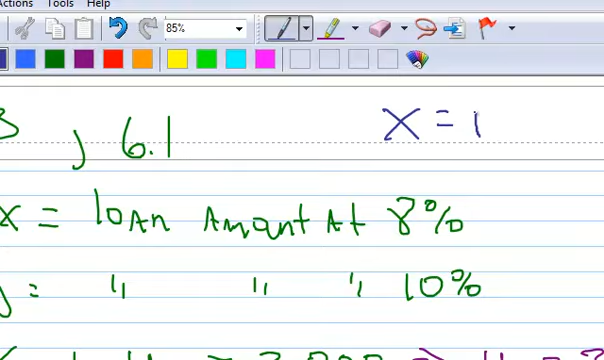 Actions Tools Help
85%
) 6.1 X = 1
x = loan Amount At 8%
y = " " " 10%